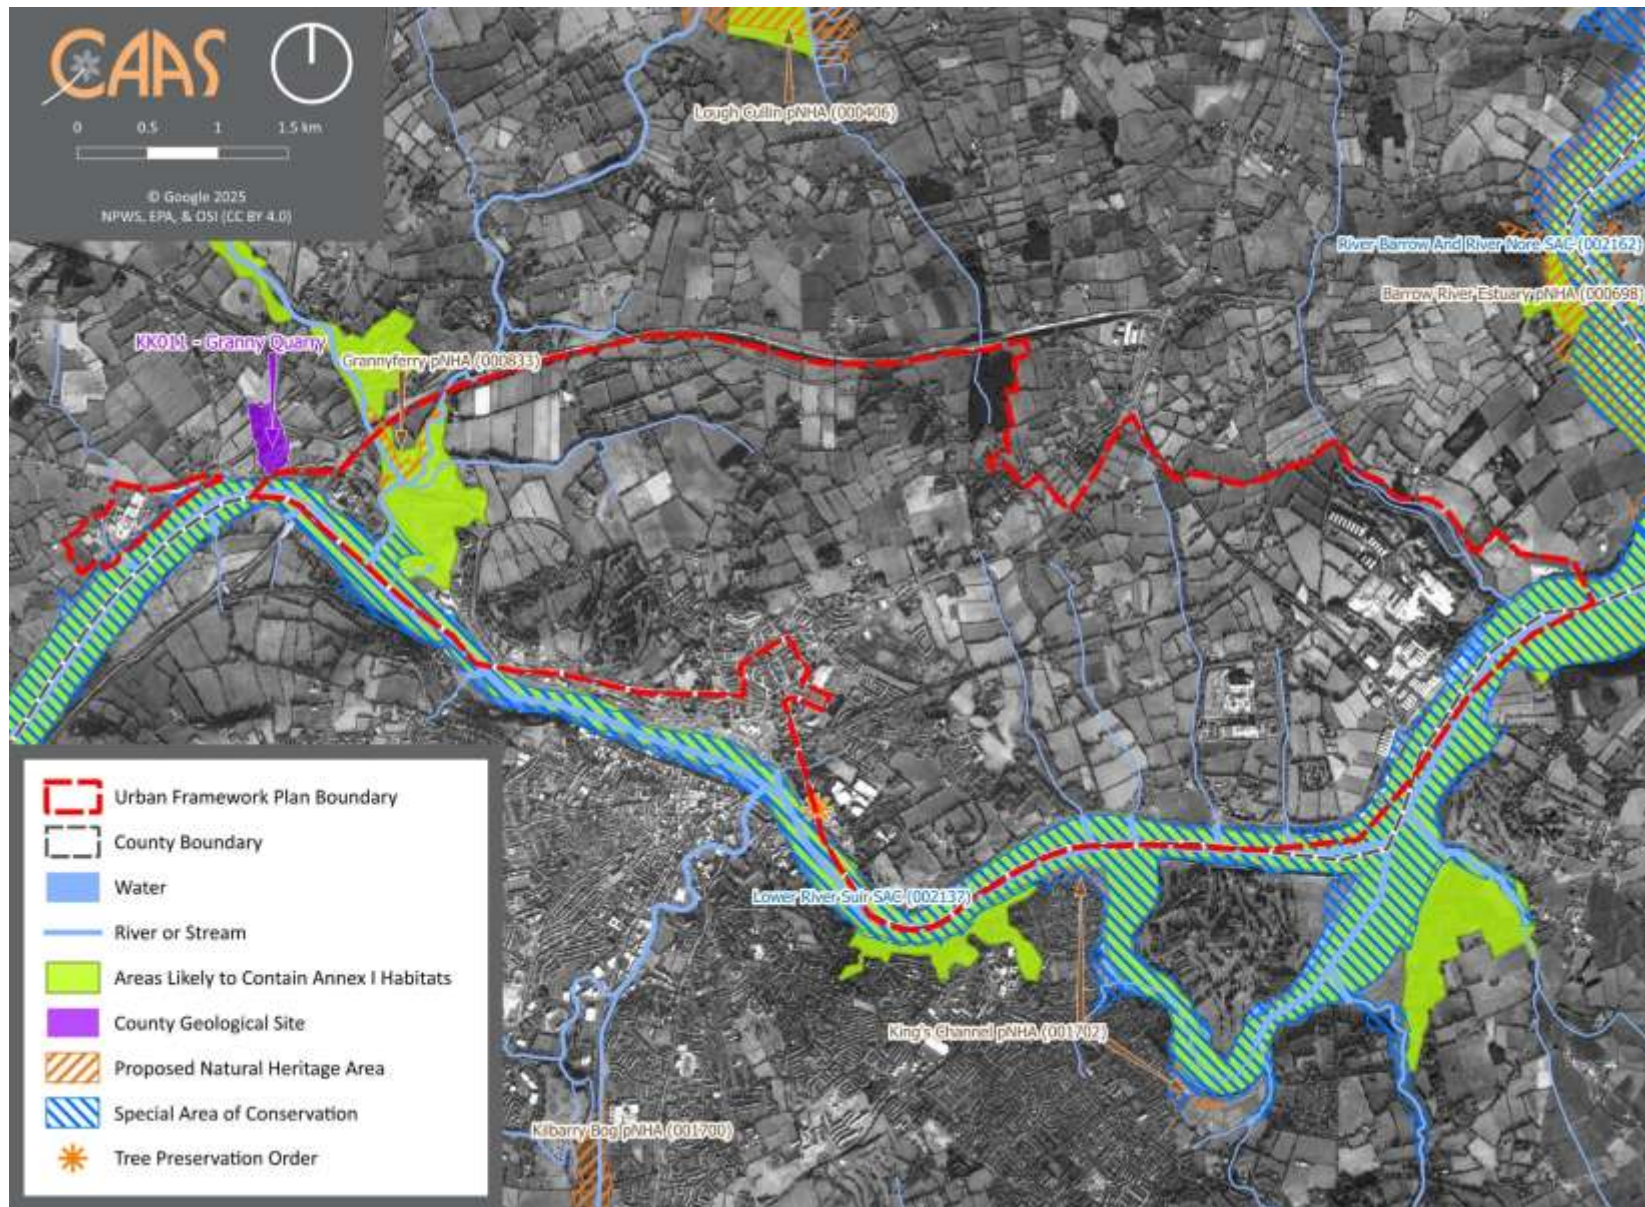 CAAS
0 0.5 1 1.5 km
© Google 2025
NPWS, EPA, & OSI (CC BY 4.0)
Lough Cullin pNHA (000406)
River Barrow And River Nore SAC (002162)
Barrow River Estuary pNHA (000698)
KK011 - Granny Quarry
Grannyferry pNHA (000833)
Lower River Suir SAC (002137)
King's Channel pNHA (001702)
Kilbarry Bog pNHA (001700)
Urban Framework Plan Boundary
County Boundary
Water
River or Stream
Areas Likely to Contain Annex I Habitats
County Geological Site
Proposed Natural Heritage Area
Special Area of Conservation
Tree Preservation Order